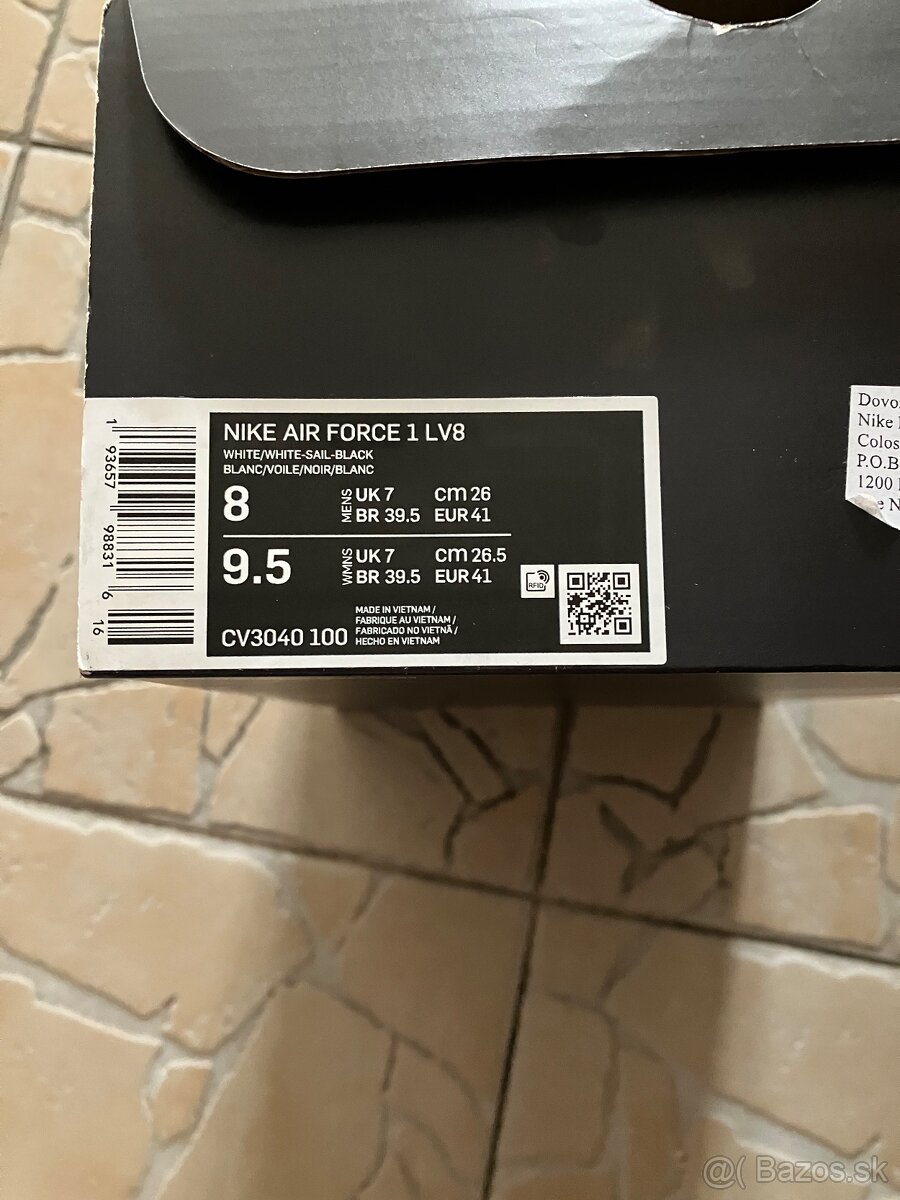 NIKE AIR FORCE 1 LV8
WHITE/WHITE-SAIL-BLACK
BLANC/VOILE/NOIR/BLANC
8 MENS UK 7 cm 26
BR 39.5 EUR 41
9.5 WMNS UK 7 cm 26.5
BR 39.5 EUR 41
RFID
CV3040 100
MADE IN VIETNAM /
FABRIQUE AU VIETNAM /
FABRICADO NO VIETNÃ /
HECHO EN VIETNAM
1 93657 98831 6 16
Dovo
Nike
Colos
P.O.B
1200
e N
@( Bazos.sk